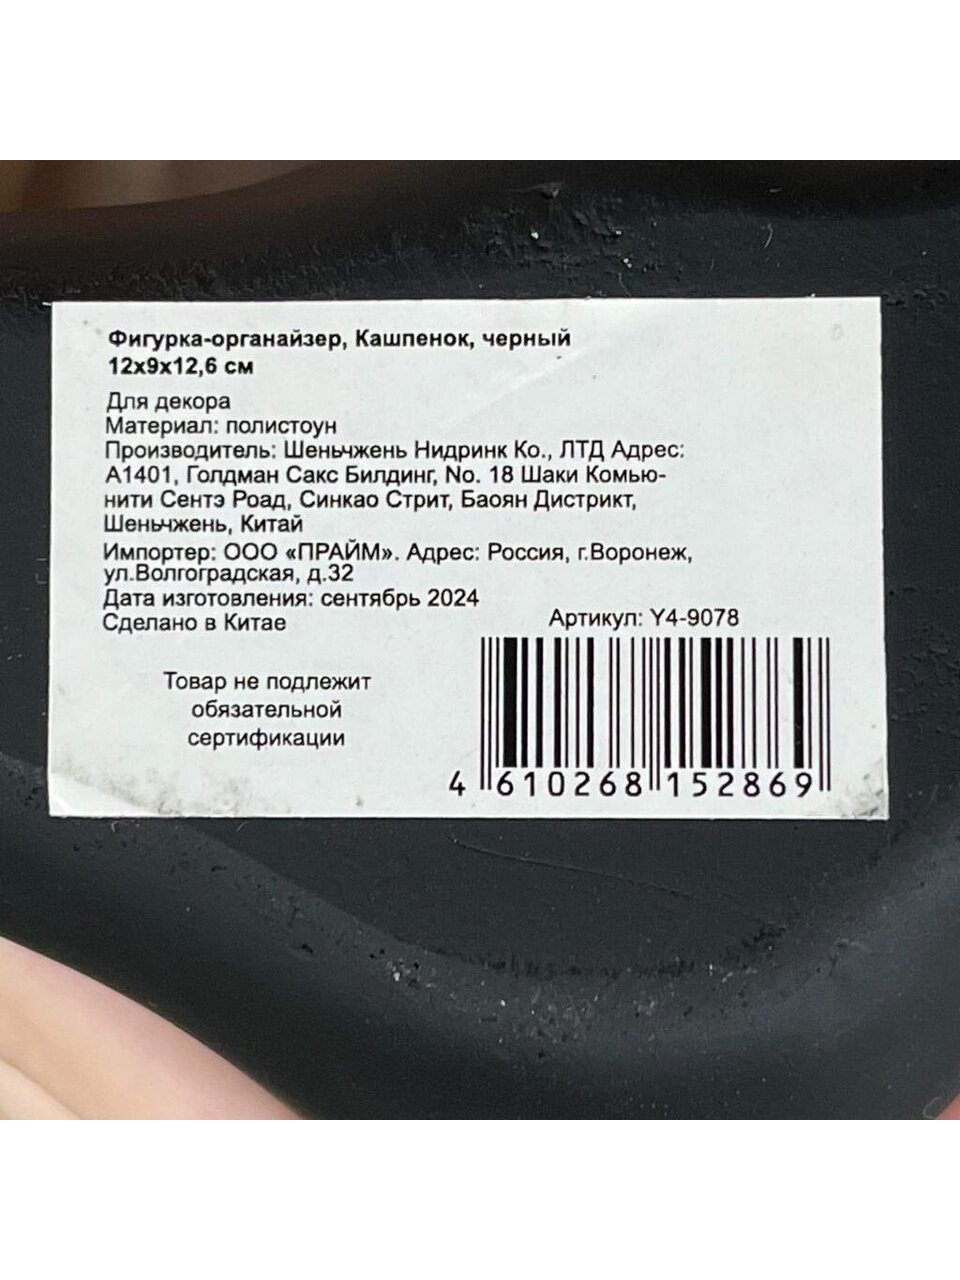 Фигурка-органайзер, Кашпенок, черный
12х9х12,6 см
Для декора
Материал: полистоун
Производитель: Шеньчжень Нидринк Ко., ЛТД Адрес:
А1401, Голдман Сакс Билдинг, No. 18 Шаки Комью-
нити Сентэ Роад, Синкао Стрит, Баоян Дистрикт,
Шеньчжень, Китай
Импортер: ООО «ПРАЙМ». Адрес: Россия, г.Воронеж,
ул.Волгоградская, д.32
Дата изготовления: сентябрь 2024
Сделано в Китае
Артикул: Y4-9078
Товар не подлежит
обязательной
сертификации
4 610268 152869